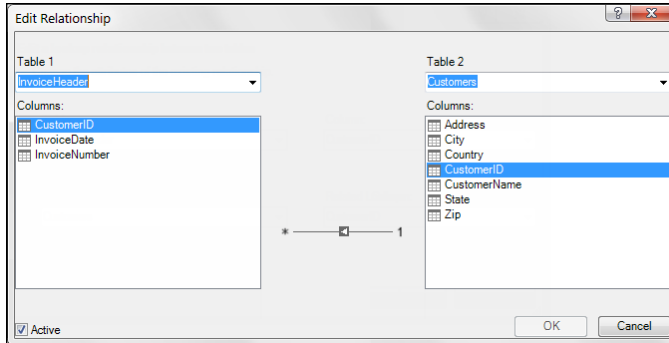 Edit Relationship
?
Table 1
InvoiceHeader
Columns:
CustomerID
InvoiceDate
InvoiceNumber
* 1
Table 2
Customers
Columns:
Address
City
Country
CustomerID
CustomerName
State
Zip
Active
OK
Cancel